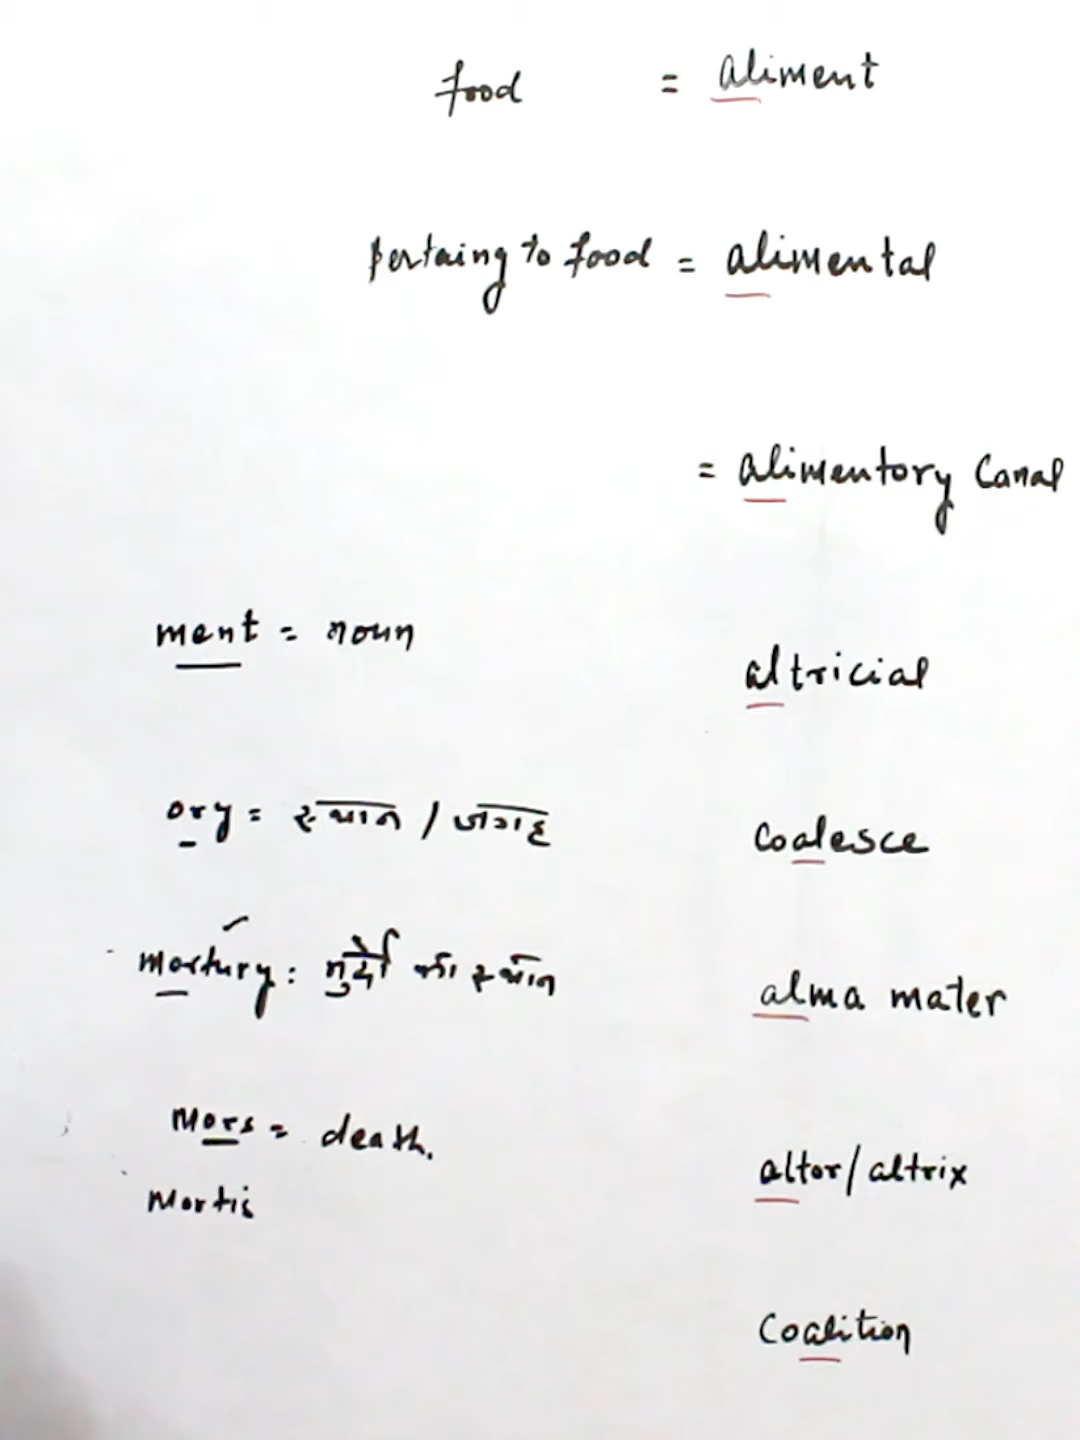 food = aliment
pertaing to food = alimental
= alimentory Canal
ment = noun
altricial
ory = स्थान / जगह
Coalesce
mortury : मुर्दा का स्थान
alma mater
Mors = death.
altor/altrix
Mortis
Coalition